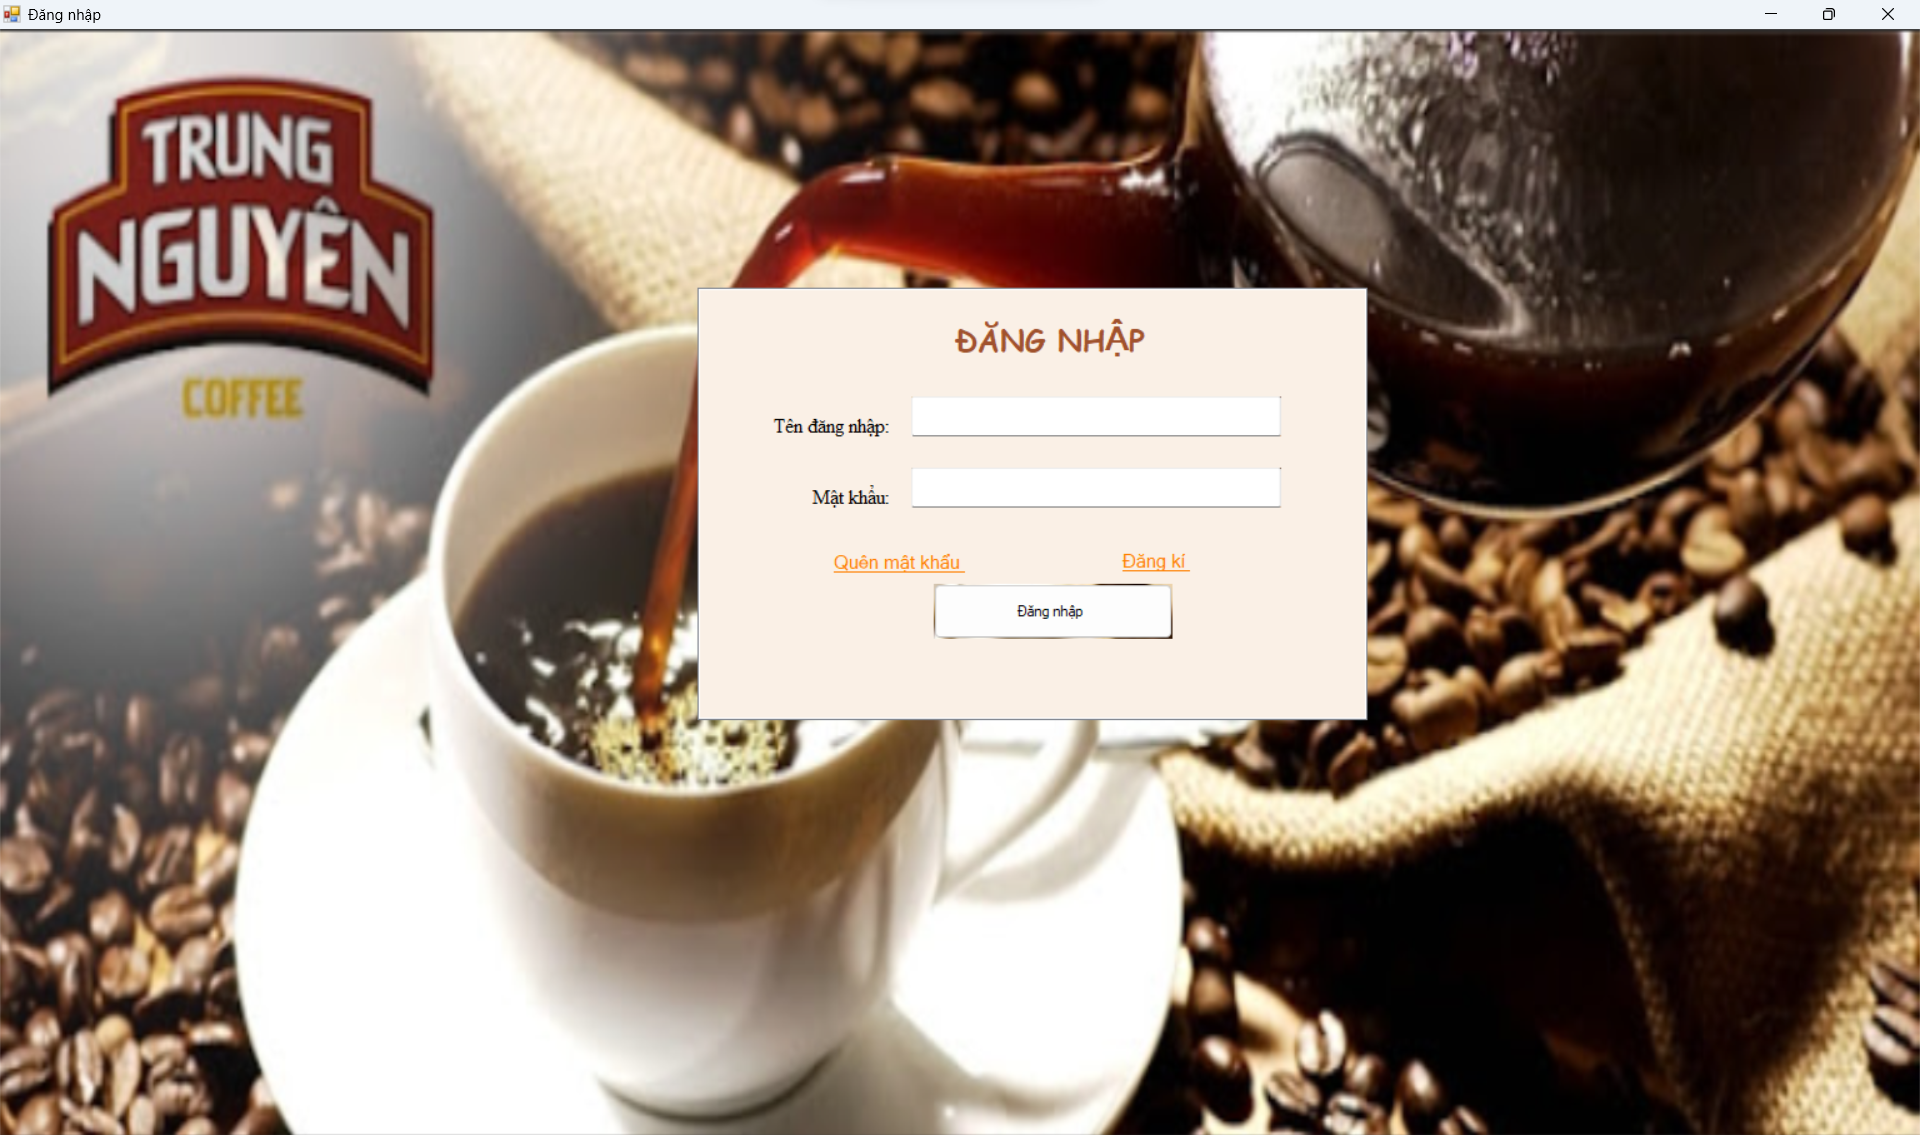 Đăng nhập
TRUNG
NGUYÊN
COFFEE
ĐĂNG NHẬP
Tên đăng nhập:
Mật khẩu:
Quên mật khẩu
Đăng kí
Đăng nhập